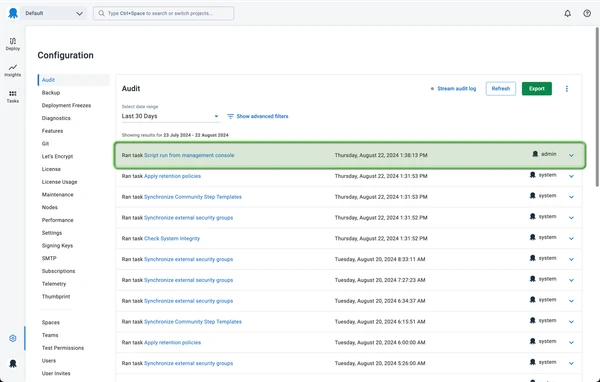 Default
Type Ctrl+Space to search or switch projects...
Deploy
Insights
Tasks
Configuration
Audit
Backup
Deployment Freezes
Diagnostics
Features
Git
Let's Encrypt
License
License Usage
Maintenance
Nodes
Performance
Settings
Signing Keys
SMTP
Subscriptions
Telemetry
Thumbprint
Spaces
Teams
Test Permissions
Users
User Invites
Audit
Stream audit log
Refresh
Export
Select date range
Last 30 Days
Show advanced filters
Showing results for 23 July 2024 - 22 August 2024
Ran task Script run from management console Thursday, August 22, 2024 1:38:13 PM admin
Ran task Apply retention policies Thursday, August 22, 2024 1:31:53 PM system
Ran task Synchronize Community Step Templates Thursday, August 22, 2024 1:31:53 PM system
Ran task Synchronize external security groups Thursday, August 22, 2024 1:31:52 PM system
Ran task Check System Integrity Thursday, August 22, 2024 1:31:52 PM system
Ran task Synchronize external security groups Tuesday, August 20, 2024 8:33:11 AM system
Ran task Synchronize external security groups Tuesday, August 20, 2024 7:27:23 AM system
Ran task Synchronize external security groups Tuesday, August 20, 2024 6:34:37 AM system
Ran task Synchronize Community Step Templates Tuesday, August 20, 2024 6:15:51 AM system
Ran task Apply retention policies Tuesday, August 20, 2024 6:00:00 AM system
Ran task Synchronize external security groups Tuesday, August 20, 2024 5:26:00 AM system